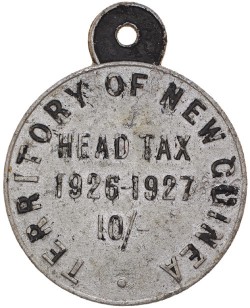 TERRITORY OF NEW GUINEA
HEAD TAX
1926-1927
10/-